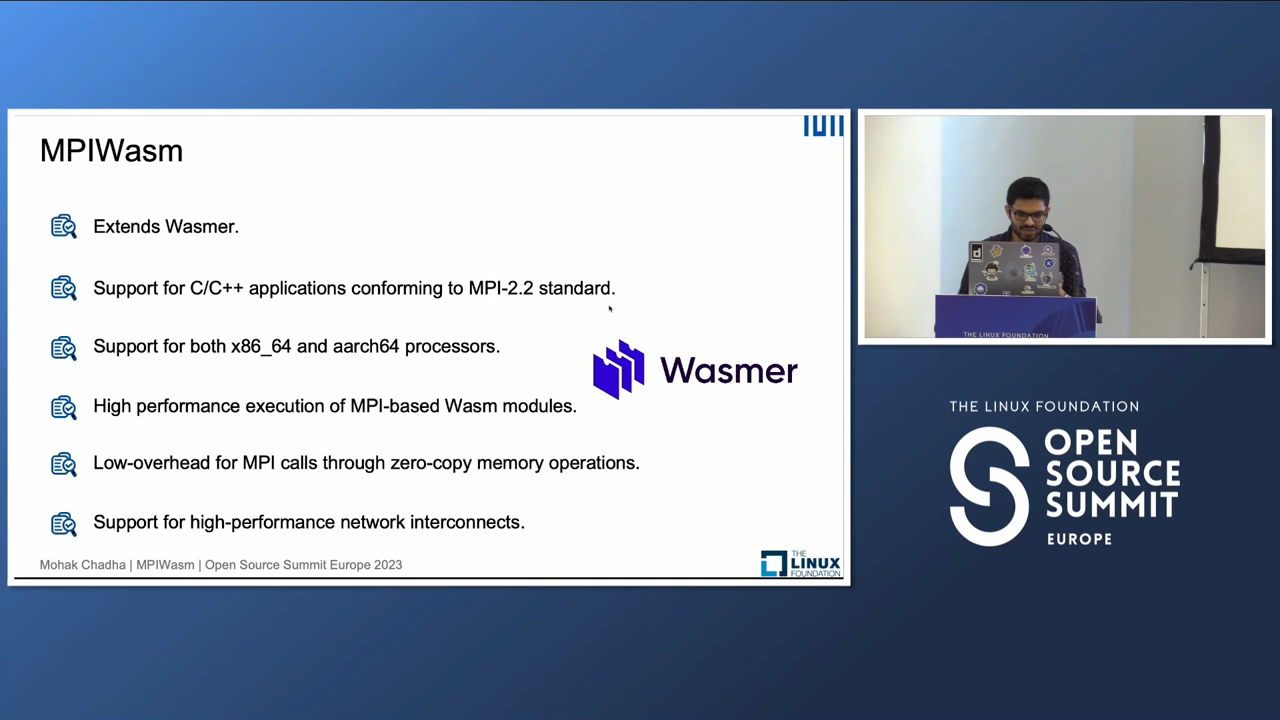 MPIWasm
Extends Wasmer.
Support for C/C++ applications conforming to MPI-2.2 standard.
Support for both x86_64 and aarch64 processors.
Wasmer
High performance execution of MPI-based Wasm modules.
Low-overhead for MPI calls through zero-copy memory operations.
Support for high-performance network interconnects.
Mohak Chadha | MPIWasm | Open Source Summit Europe 2023
THE
LINUX
FOUNDATION
THE LINUX FOUNDATION
THE LINUX FOUNDATION
OPEN
SOURCE
SUMMIT
EUROPE